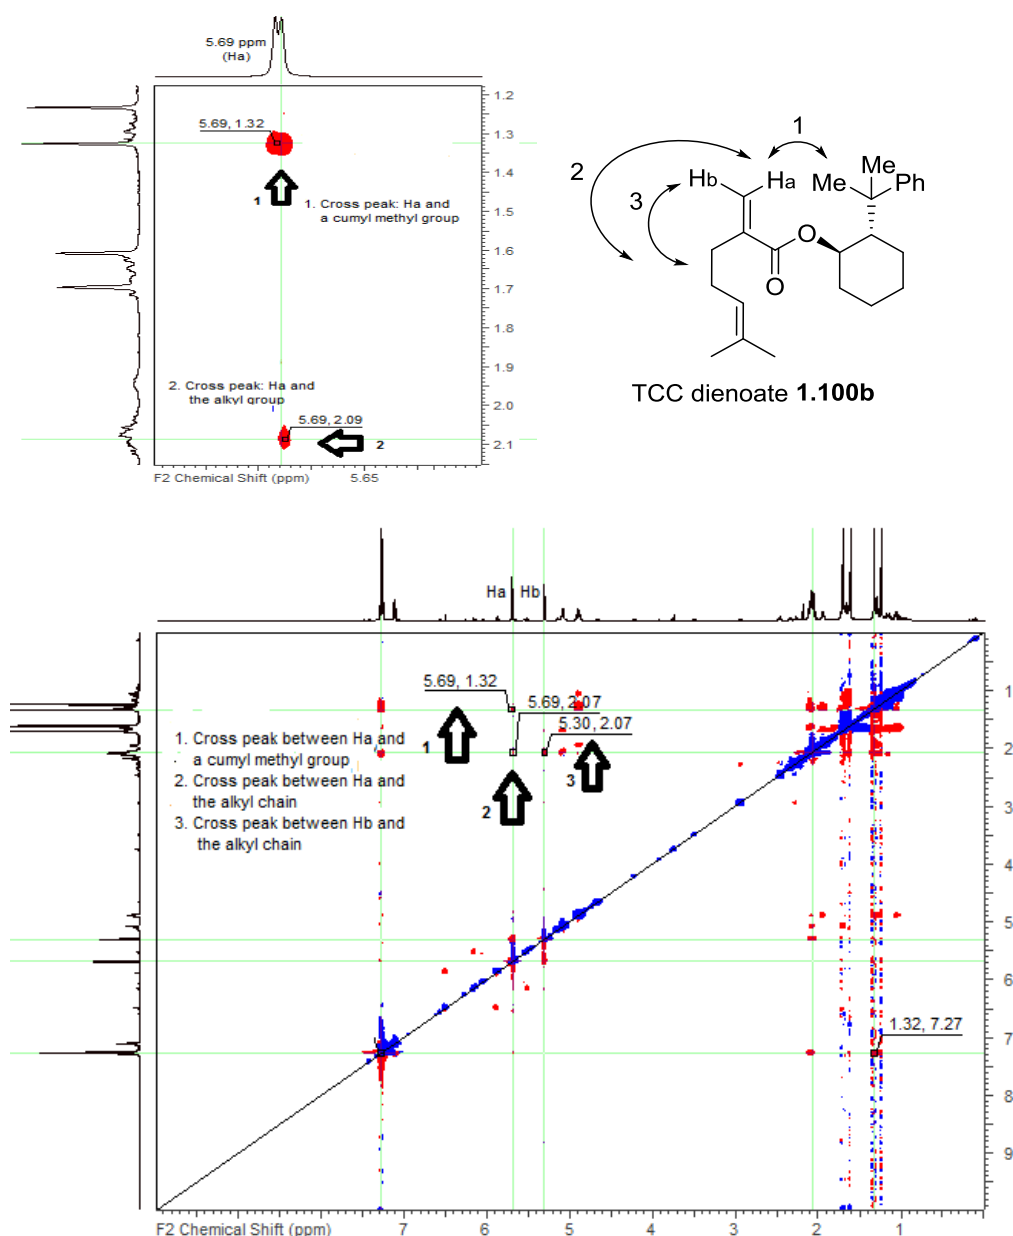 5.69 ppm
(Ha)
1.2
1.3
1.4
1.5
1.6
1.7
1.8
1.9
2.0
2.1
5.69, 1.32
1
1. Cross peak: Ha and
a cumyl methyl group
2. Cross peak: Ha and
the alkyl group
5.69, 2.09
2
F2 Chemical Shift (ppm)
5.65
1
2
3
Hb
Ha
Me
Me
Ph
O
O
TCC dienoate 1.100b
Ha
Hb
5.69, 1.32
5.69, 2.07
5.30, 2.07
1
2
3
1. Cross peak between Ha and
a cumyl methyl group
2. Cross peak between Ha and
the alkyl chain
3. Cross peak between Hb and
the alkyl chain
1.32, 7.27
1
2
3
4
5
6
7
8
9
F2 Chemical Shift (ppm)
7
6
5
4
3
2
1